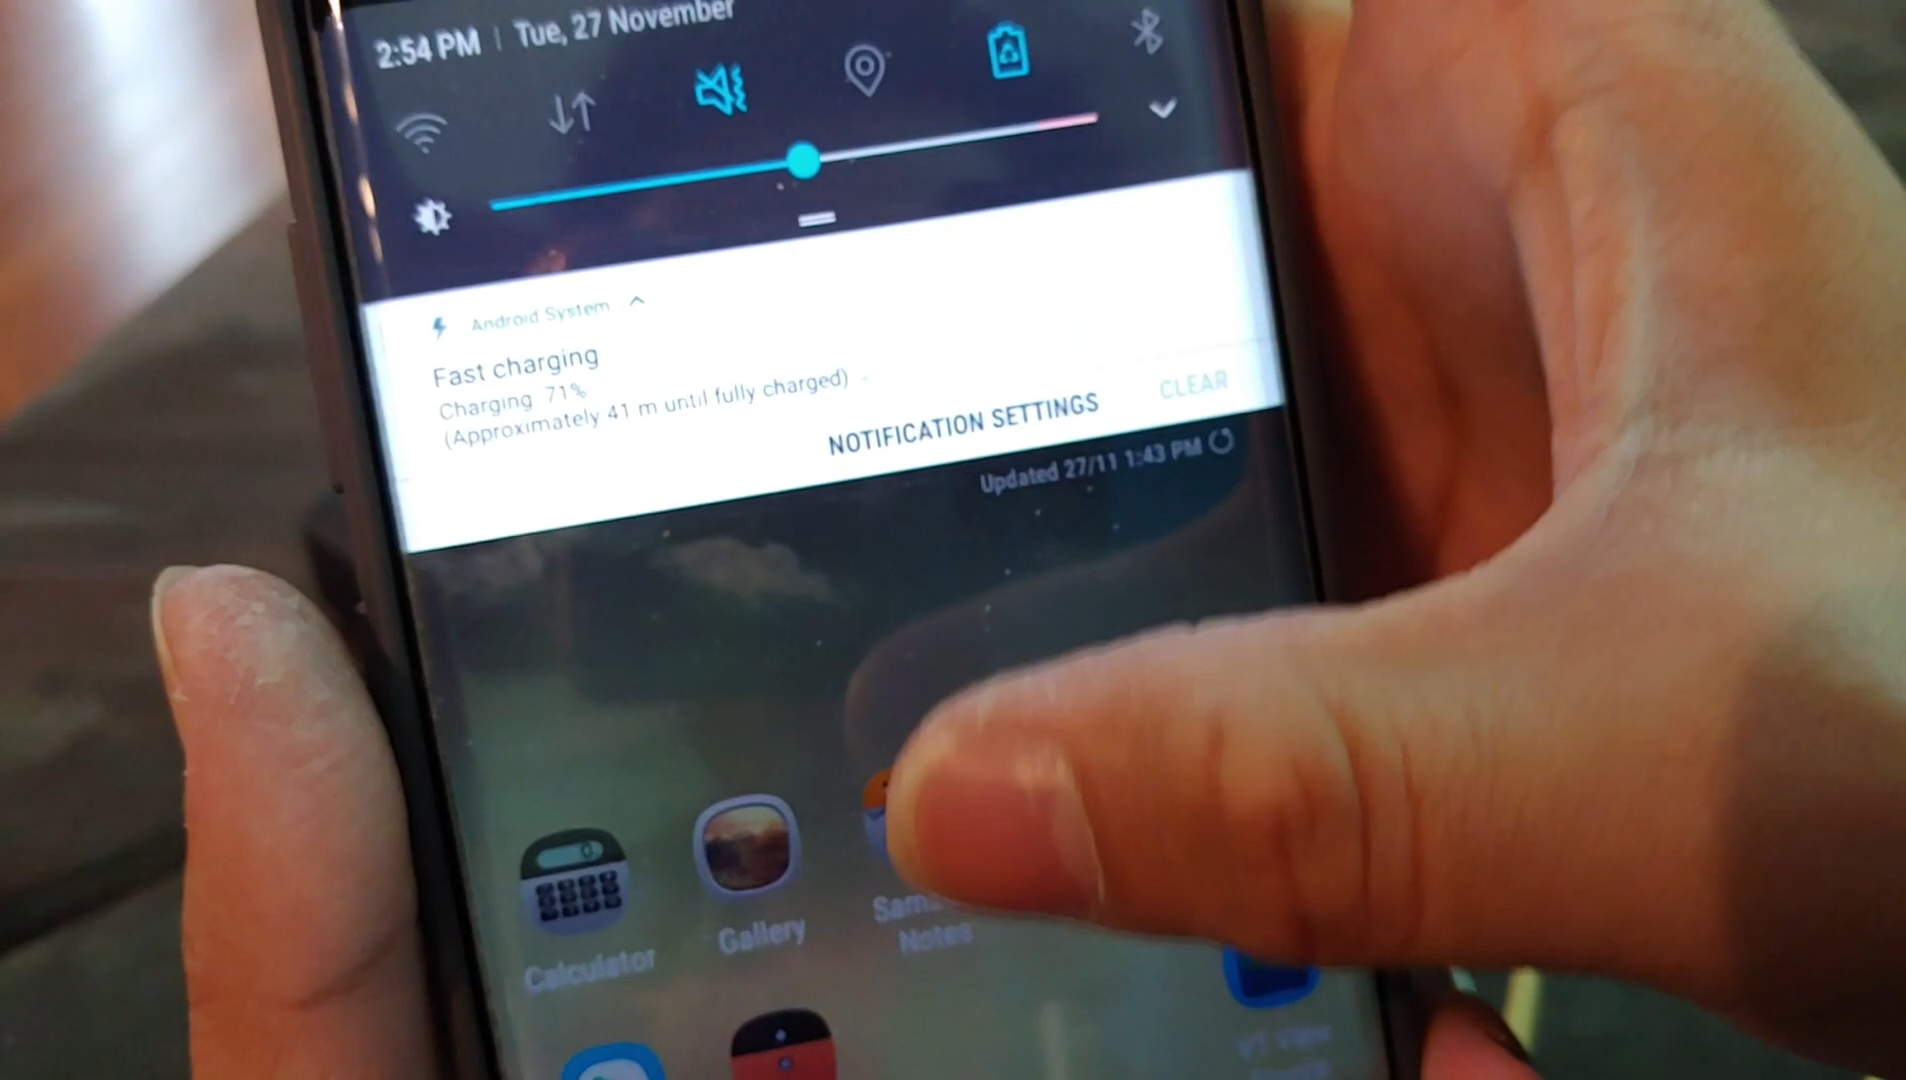 2:54 PM | Tue, 27 November
Android System
Fast charging
Charging 71%
(Approximately 41 m until fully charged)
NOTIFICATION SETTINGS CLEAR
Updated 27/11 1:43 PM
Calculator
Gallery
Notes